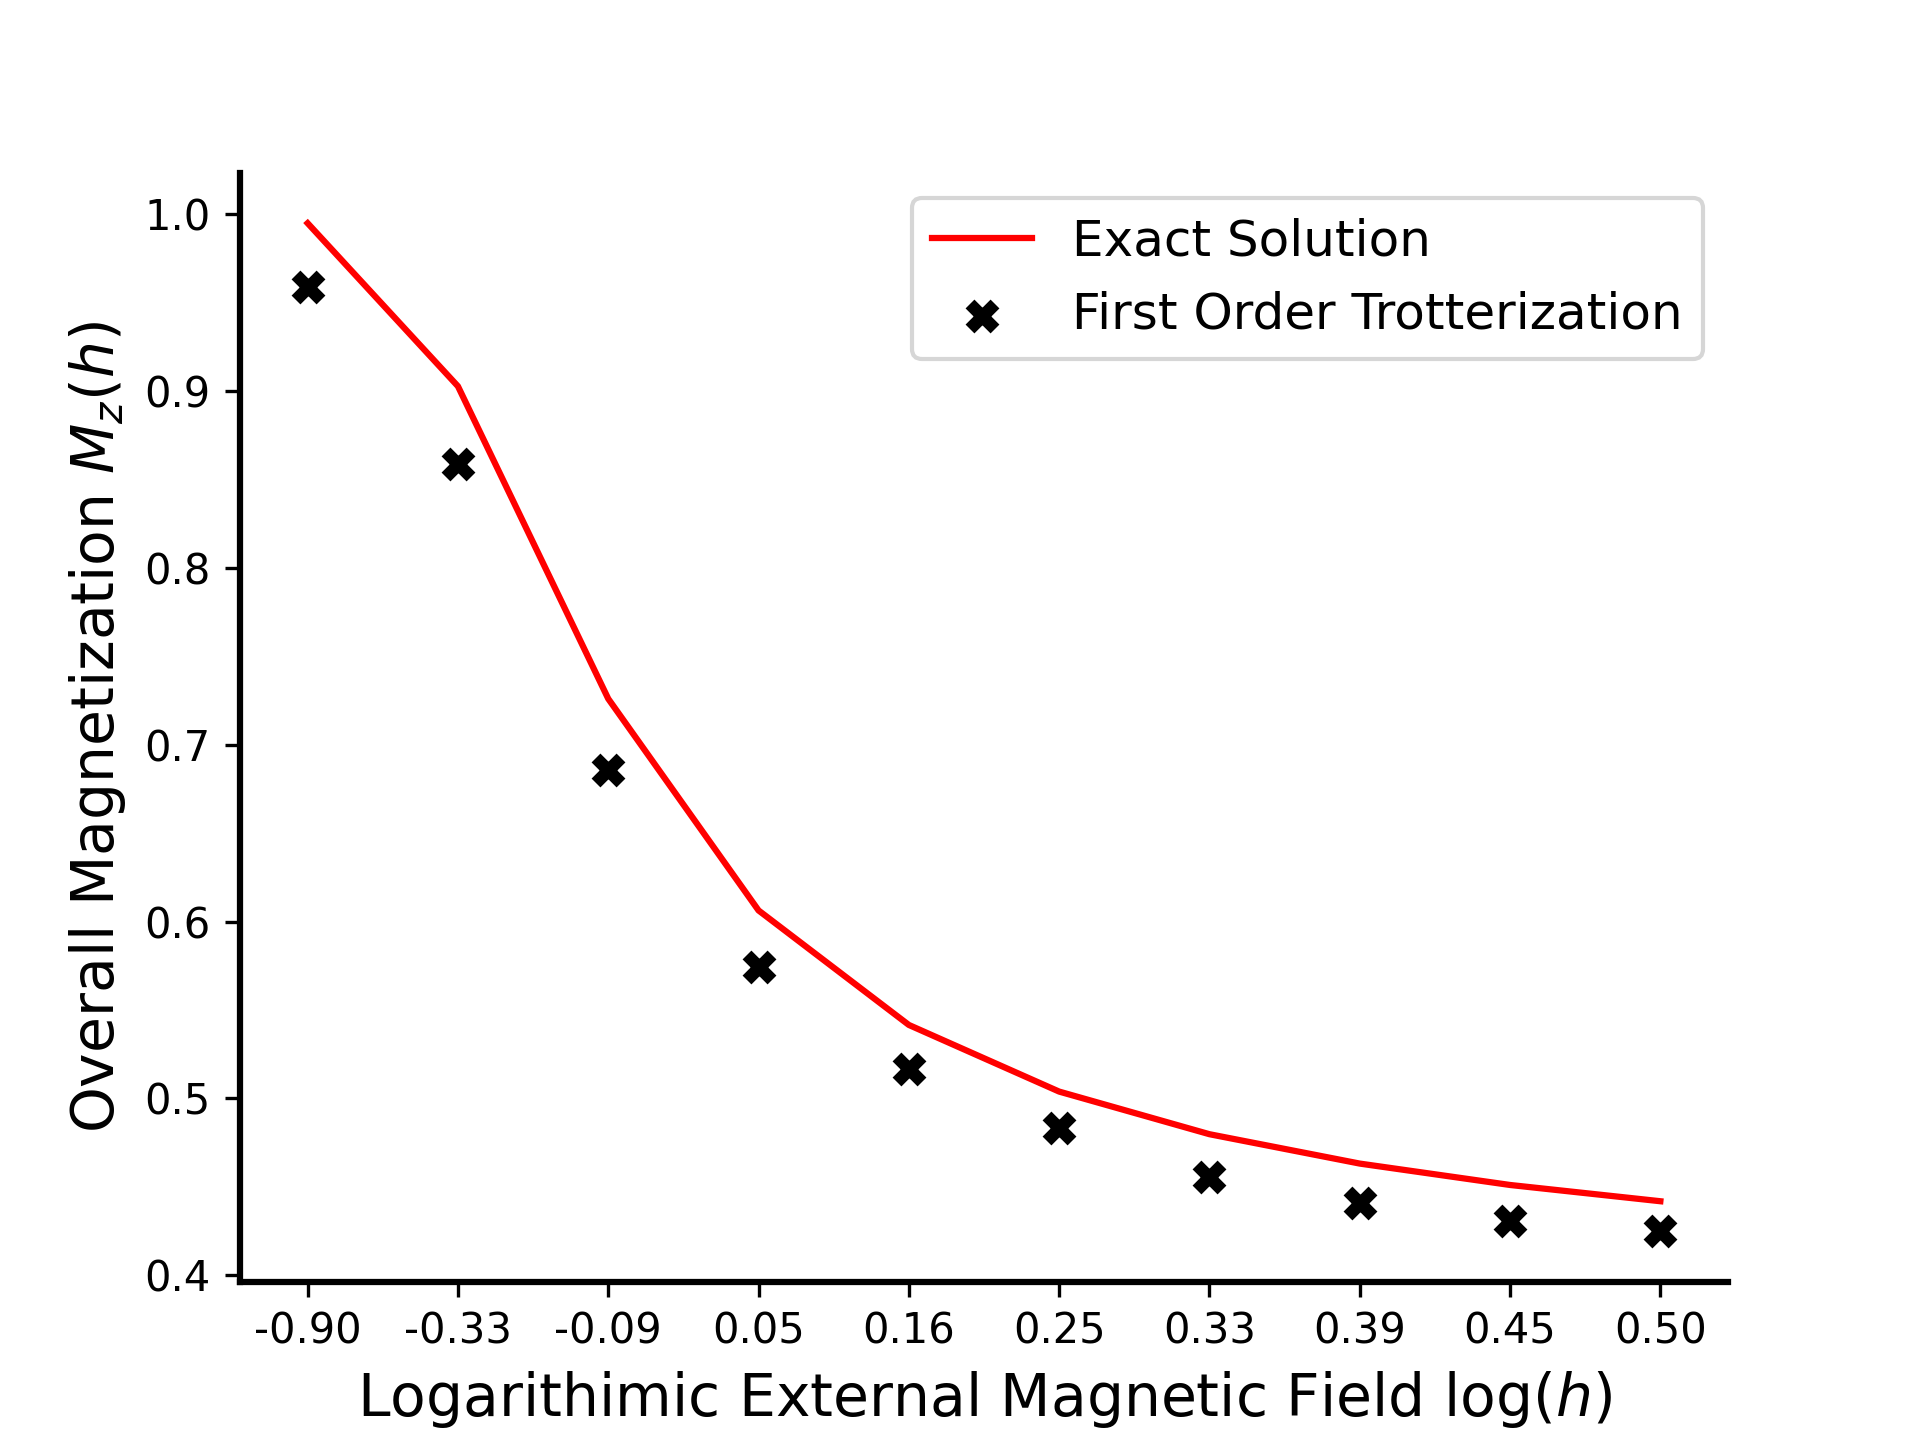 Exact Solution
First Order Trotterization
Overall Magnetization M_z(h)
1.0
0.9
0.8
0.7
0.6
0.5
0.4
-0.90 -0.33 -0.09 0.05 0.16 0.25 0.33 0.39 0.45 0.50
Logarithimic External Magnetic Field log(h)